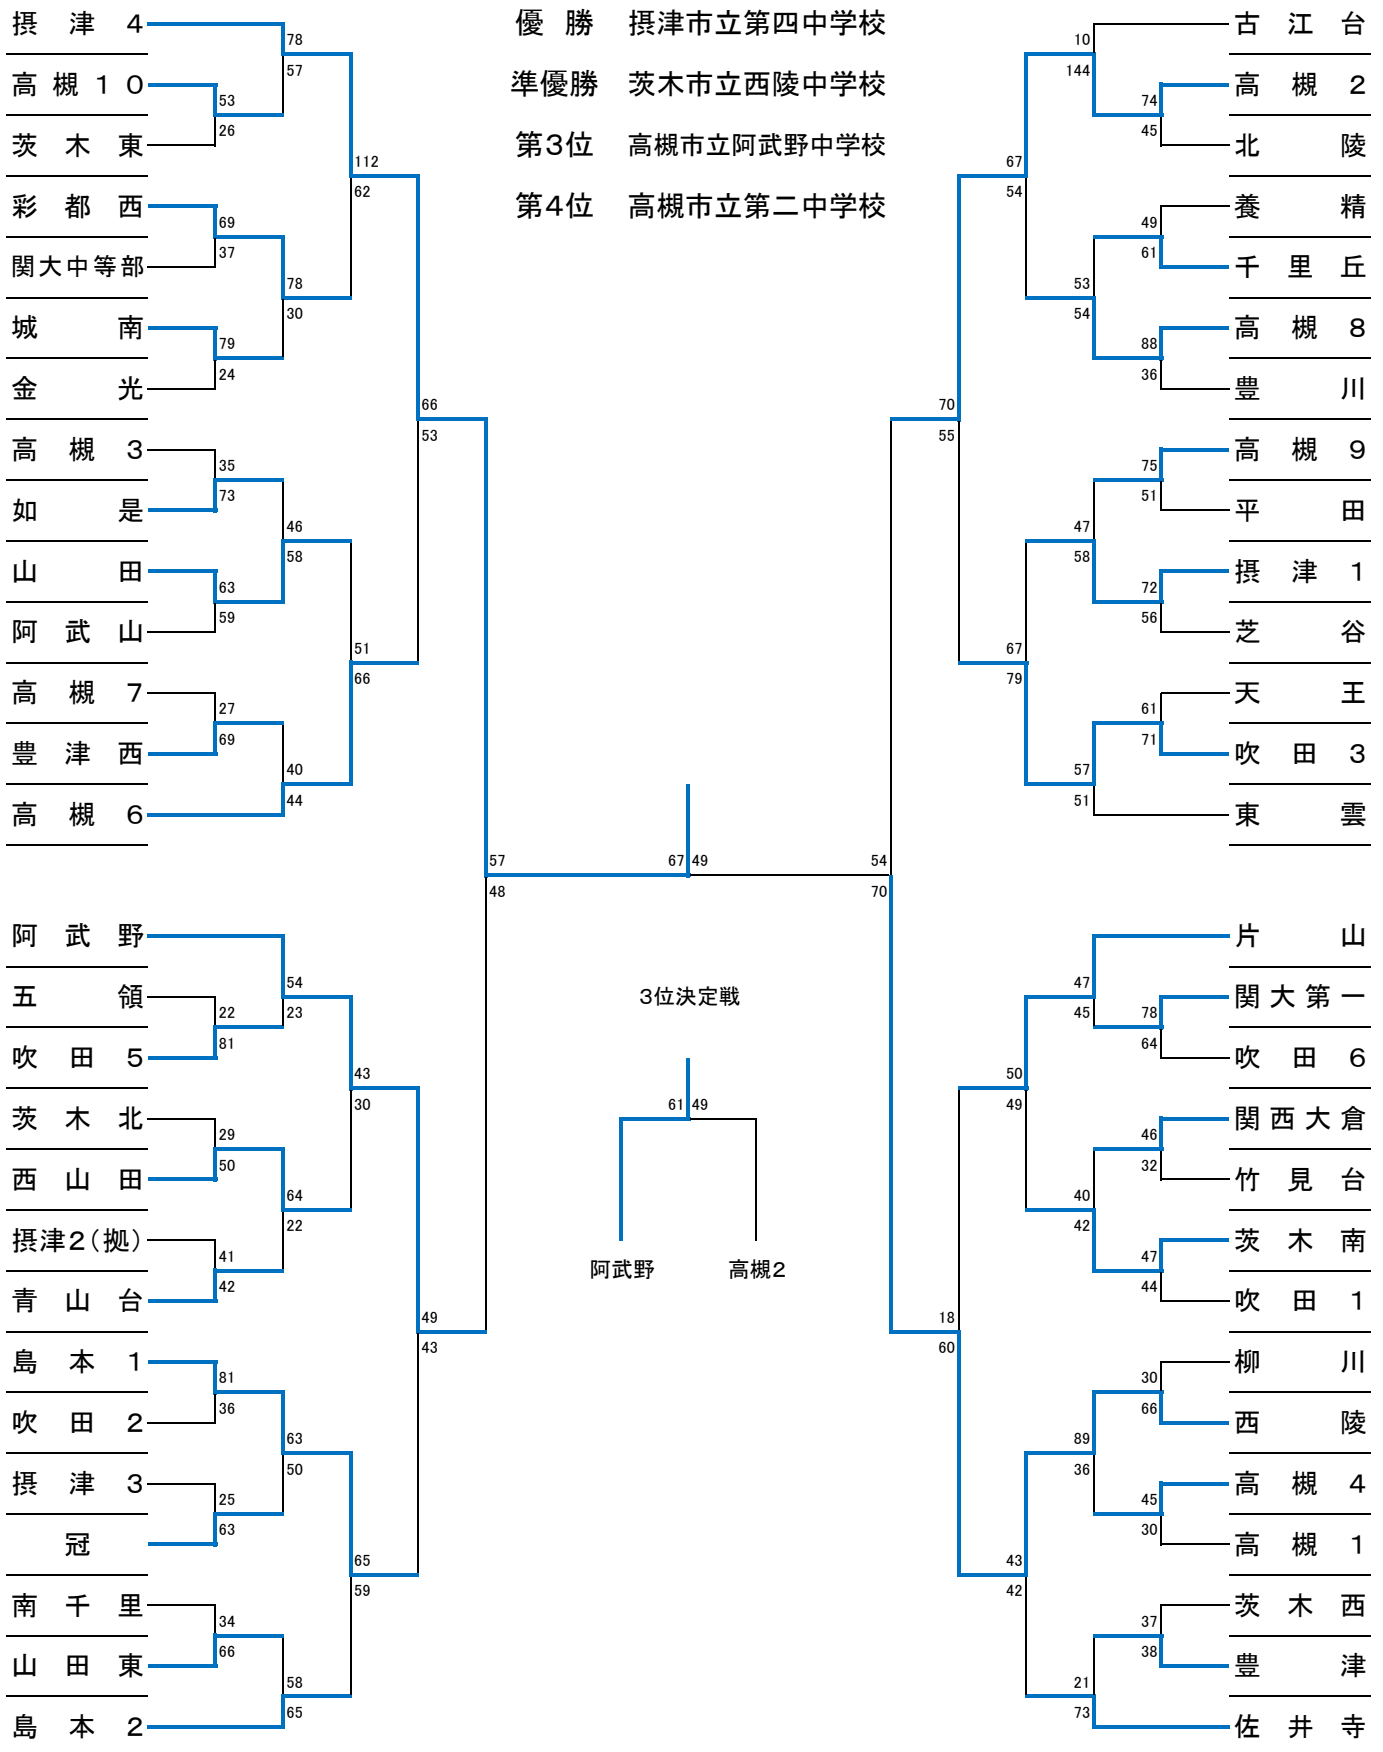 優勝 摂津市立第四中学校
準優勝 茨木市立西陵中学校
第3位 高槻市立阿武野中学校
第4位 高槻市立第二中学校
摂津4
78
57
高槻10
53
26
茨木東
112
62
彩都西
69
37
関大中等部
78
30
城南
79
24
金光
66
53
高槻3
35
73
如是
46
58
山田
63
59
阿武山
51
66
高槻7
27
69
豊津西
40
44
高槻6
57
48
阿武野
54
23
五領
22
81
吹田5
43
30
茨木北
29
50
西山田
64
22
摂津2(拠)
41
42
青山台
49
43
島本1
81
36
吹田2
63
50
摂津3
25
63
冠
65
59
南千里
34
66
山田東
58
65
島本2
67 49
3位決定戦
61 49
阿武野 高槻2
古江台
10
144
高槻2
74
45
北陵
67
54
養精
49
61
千里丘
53
54
高槻8
88
36
豊川
70
55
高槻9
75
51
平田
47
58
摂津1
72
56
芝谷
67
79
天王
61
71
吹田3
57
51
東雲
54
70
片山
47
45
関大第一
78
64
吹田6
50
49
関西大倉
46
32
竹見台
40
42
茨木南
47
44
吹田1
18
60
柳川
30
66
西陵
89
36
高槻4
45
30
高槻1
43
42
茨木西
37
38
豊津
21
73
佐井寺